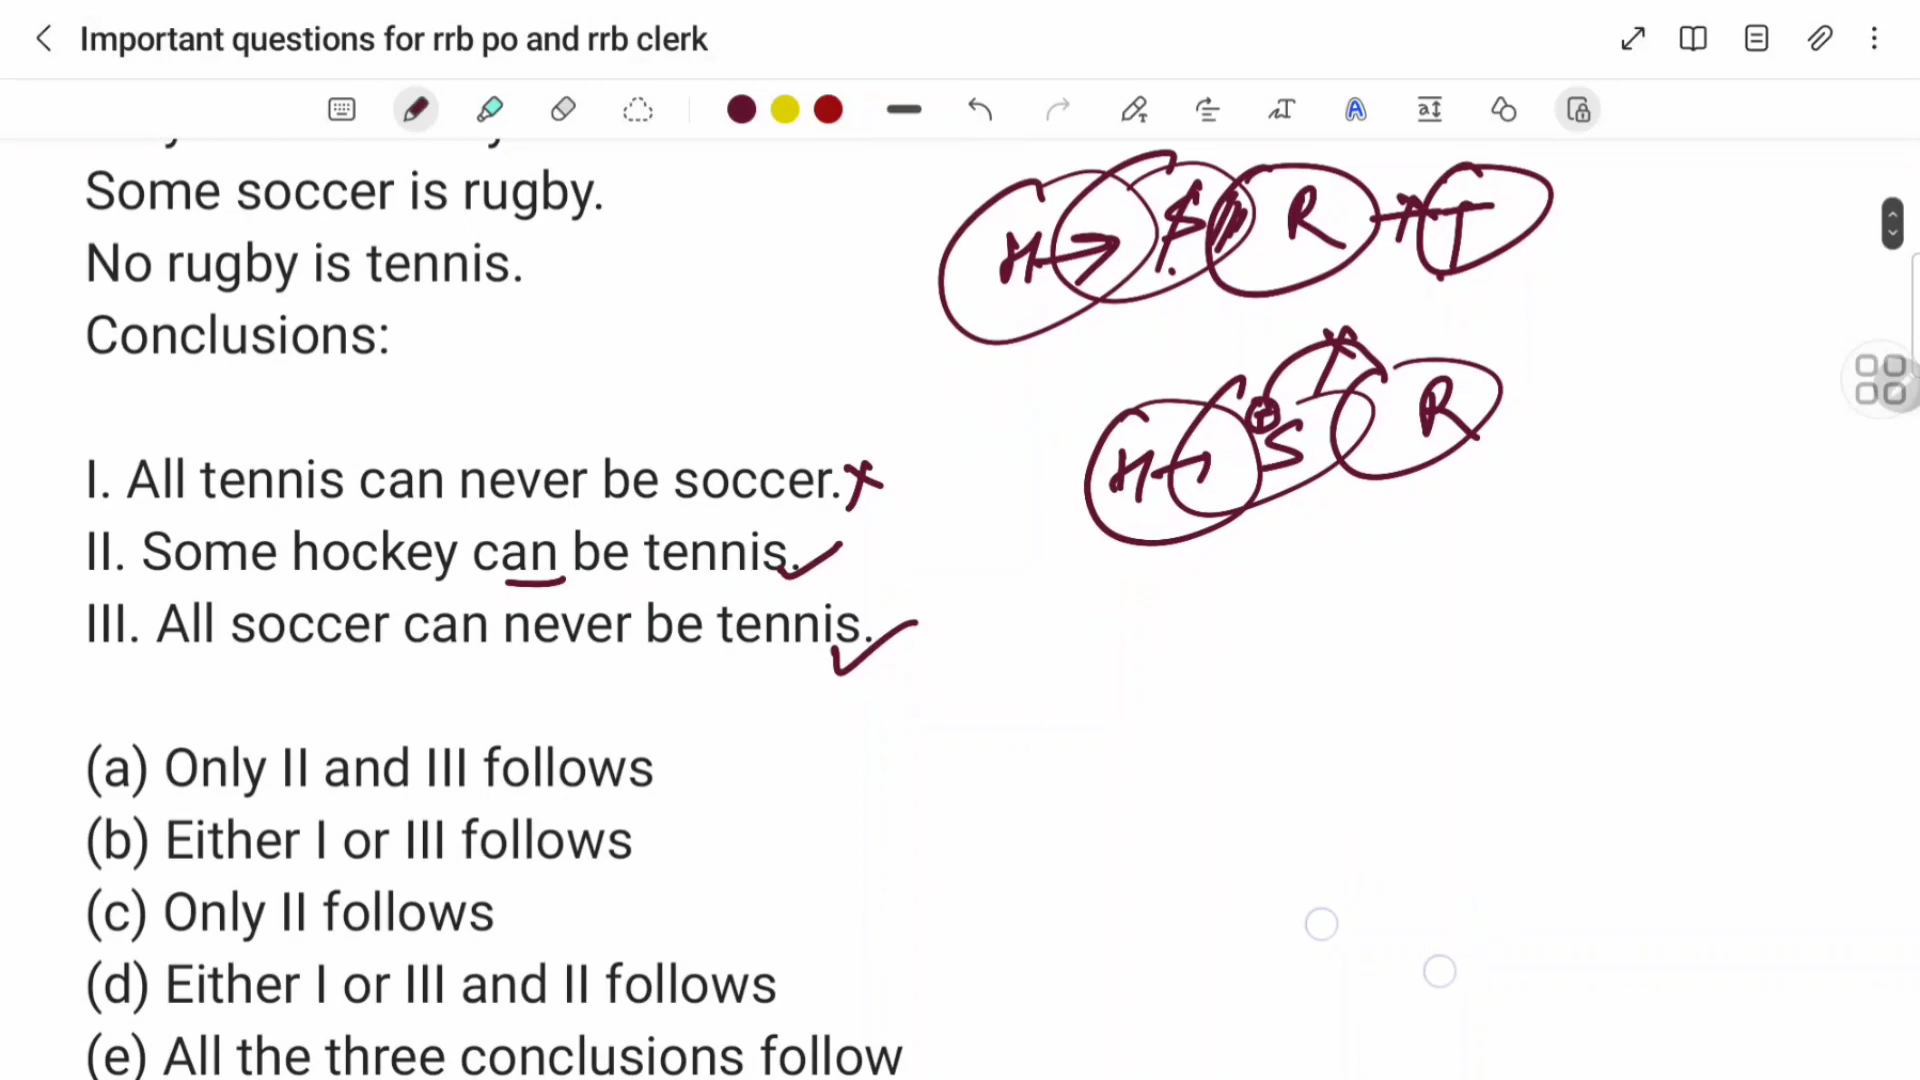 Important questions for rrb po and rrb clerk
Some soccer is rugby.
No rugby is tennis.
Conclusions:
I. All tennis can never be soccer.
II. Some hockey can be tennis.
III. All soccer can never be tennis.
(a) Only II and III follows
(b) Either I or III follows
(c) Only II follows
(d) Either I or III and II follows
(e) All the three conclusions follow
H S R T
T
H S R